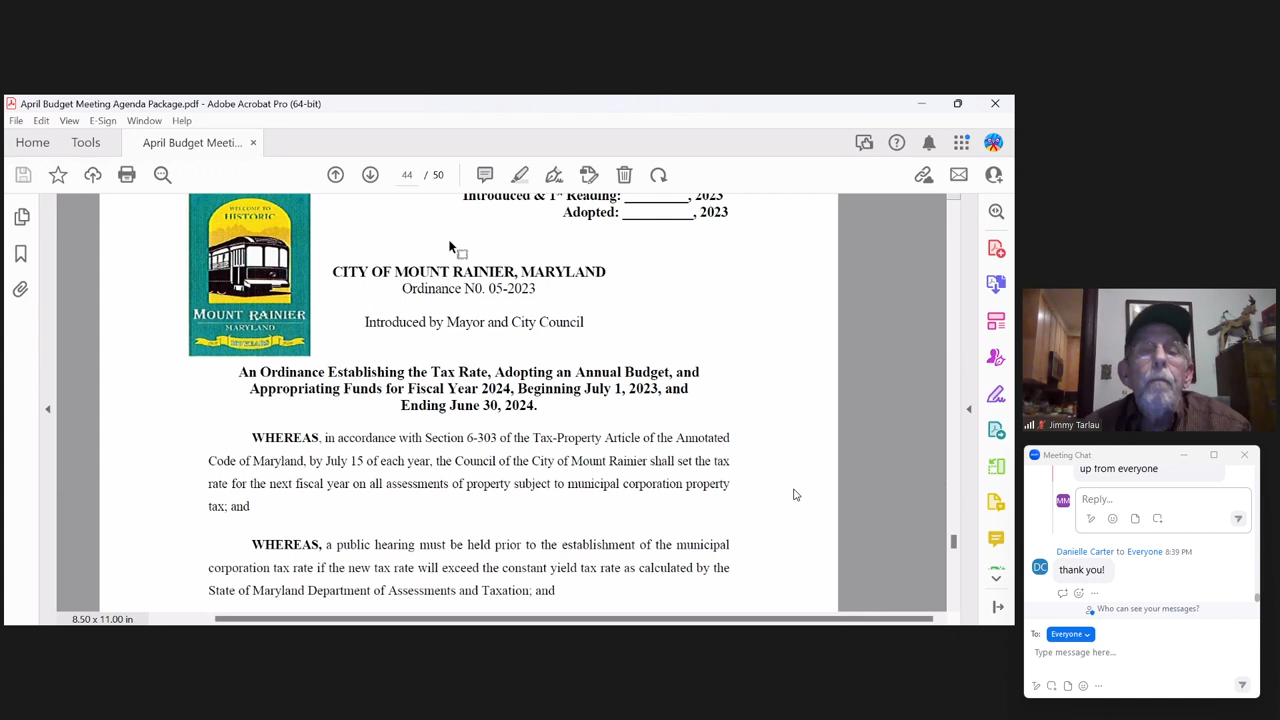 April Budget Meeting Agenda Package.pdf - Adobe Acrobat Pro (64-bit)
File Edit View E-Sign Window Help
Home Tools April Budget Meeti... ×
44 / 50
Introduced & 1st Reading: ________, 2023
Adopted: __________, 2023
WELCOME TO
HISTORIC
MOUNT RAINIER
MARYLAND
CITY OF MOUNT RAINIER, MARYLAND
Ordinance N0. 05-2023
Introduced by Mayor and City Council
An Ordinance Establishing the Tax Rate, Adopting an Annual Budget, and
Appropriating Funds for Fiscal Year 2024, Beginning July 1, 2023, and
Ending June 30, 2024.
WHEREAS, in accordance with Section 6-303 of the Tax-Property Article of the Annotated
Code of Maryland, by July 15 of each year, the Council of the City of Mount Rainier shall set the tax
rate for the next fiscal year on all assessments of property subject to municipal corporation property
tax; and
WHEREAS, a public hearing must be held prior to the establishment of the municipal
corporation tax rate if the new tax rate will exceed the constant yield tax rate as calculated by the
State of Maryland Department of Assessments and Taxation; and
8.50 x 11.00 in
Jimmy Tarlau
Meeting Chat
up from everyone
MM
Reply...
Danielle Carter to Everyone 8:39 PM
DC
thank you!
Who can see your messages?
To: Everyone
Type message here...